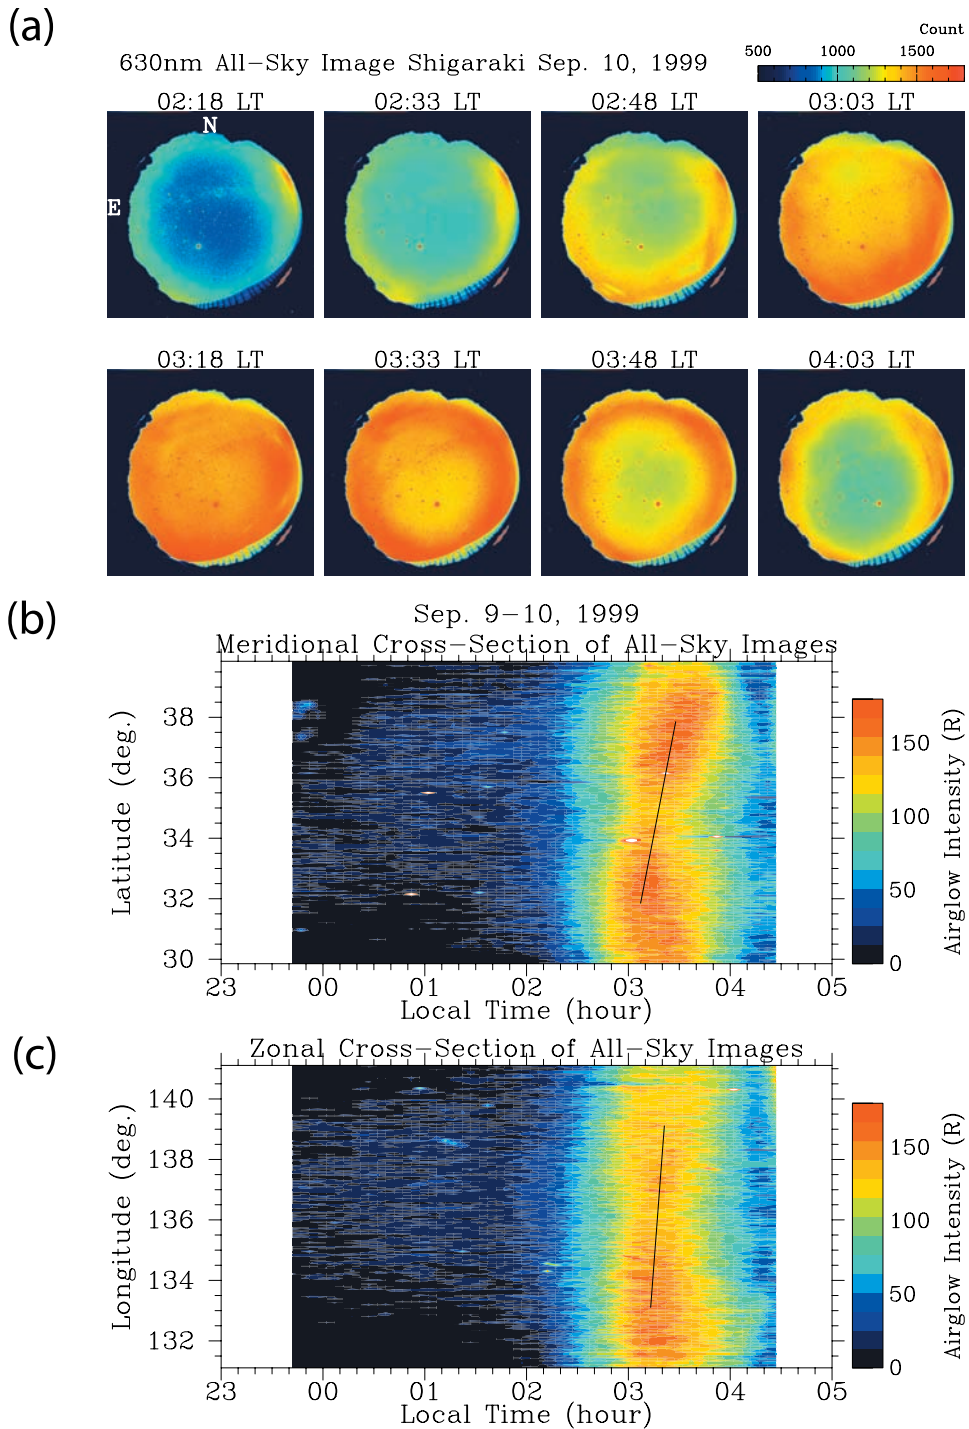 (a)
Count
500 1000 1500
630nm All-Sky Image Shigaraki Sep. 10, 1999
02:18 LT 02:33 LT 02:48 LT 03:03 LT
N
E
03:18 LT 03:33 LT 03:48 LT 04:03 LT
(b)
Sep. 9-10, 1999
Meridional Cross-Section of All-Sky Images
Latitude (deg.)
38
36
34
32
30
23 00 01 02 03 04 05
Local Time (hour)
150
100
50
0
Airglow Intensity (R)
(c)
Zonal Cross-Section of All-Sky Images
Longitude (deg.)
140
138
136
134
132
23 00 01 02 03 04 05
Local Time (hour)
150
100
50
0
Airglow Intensity (R)